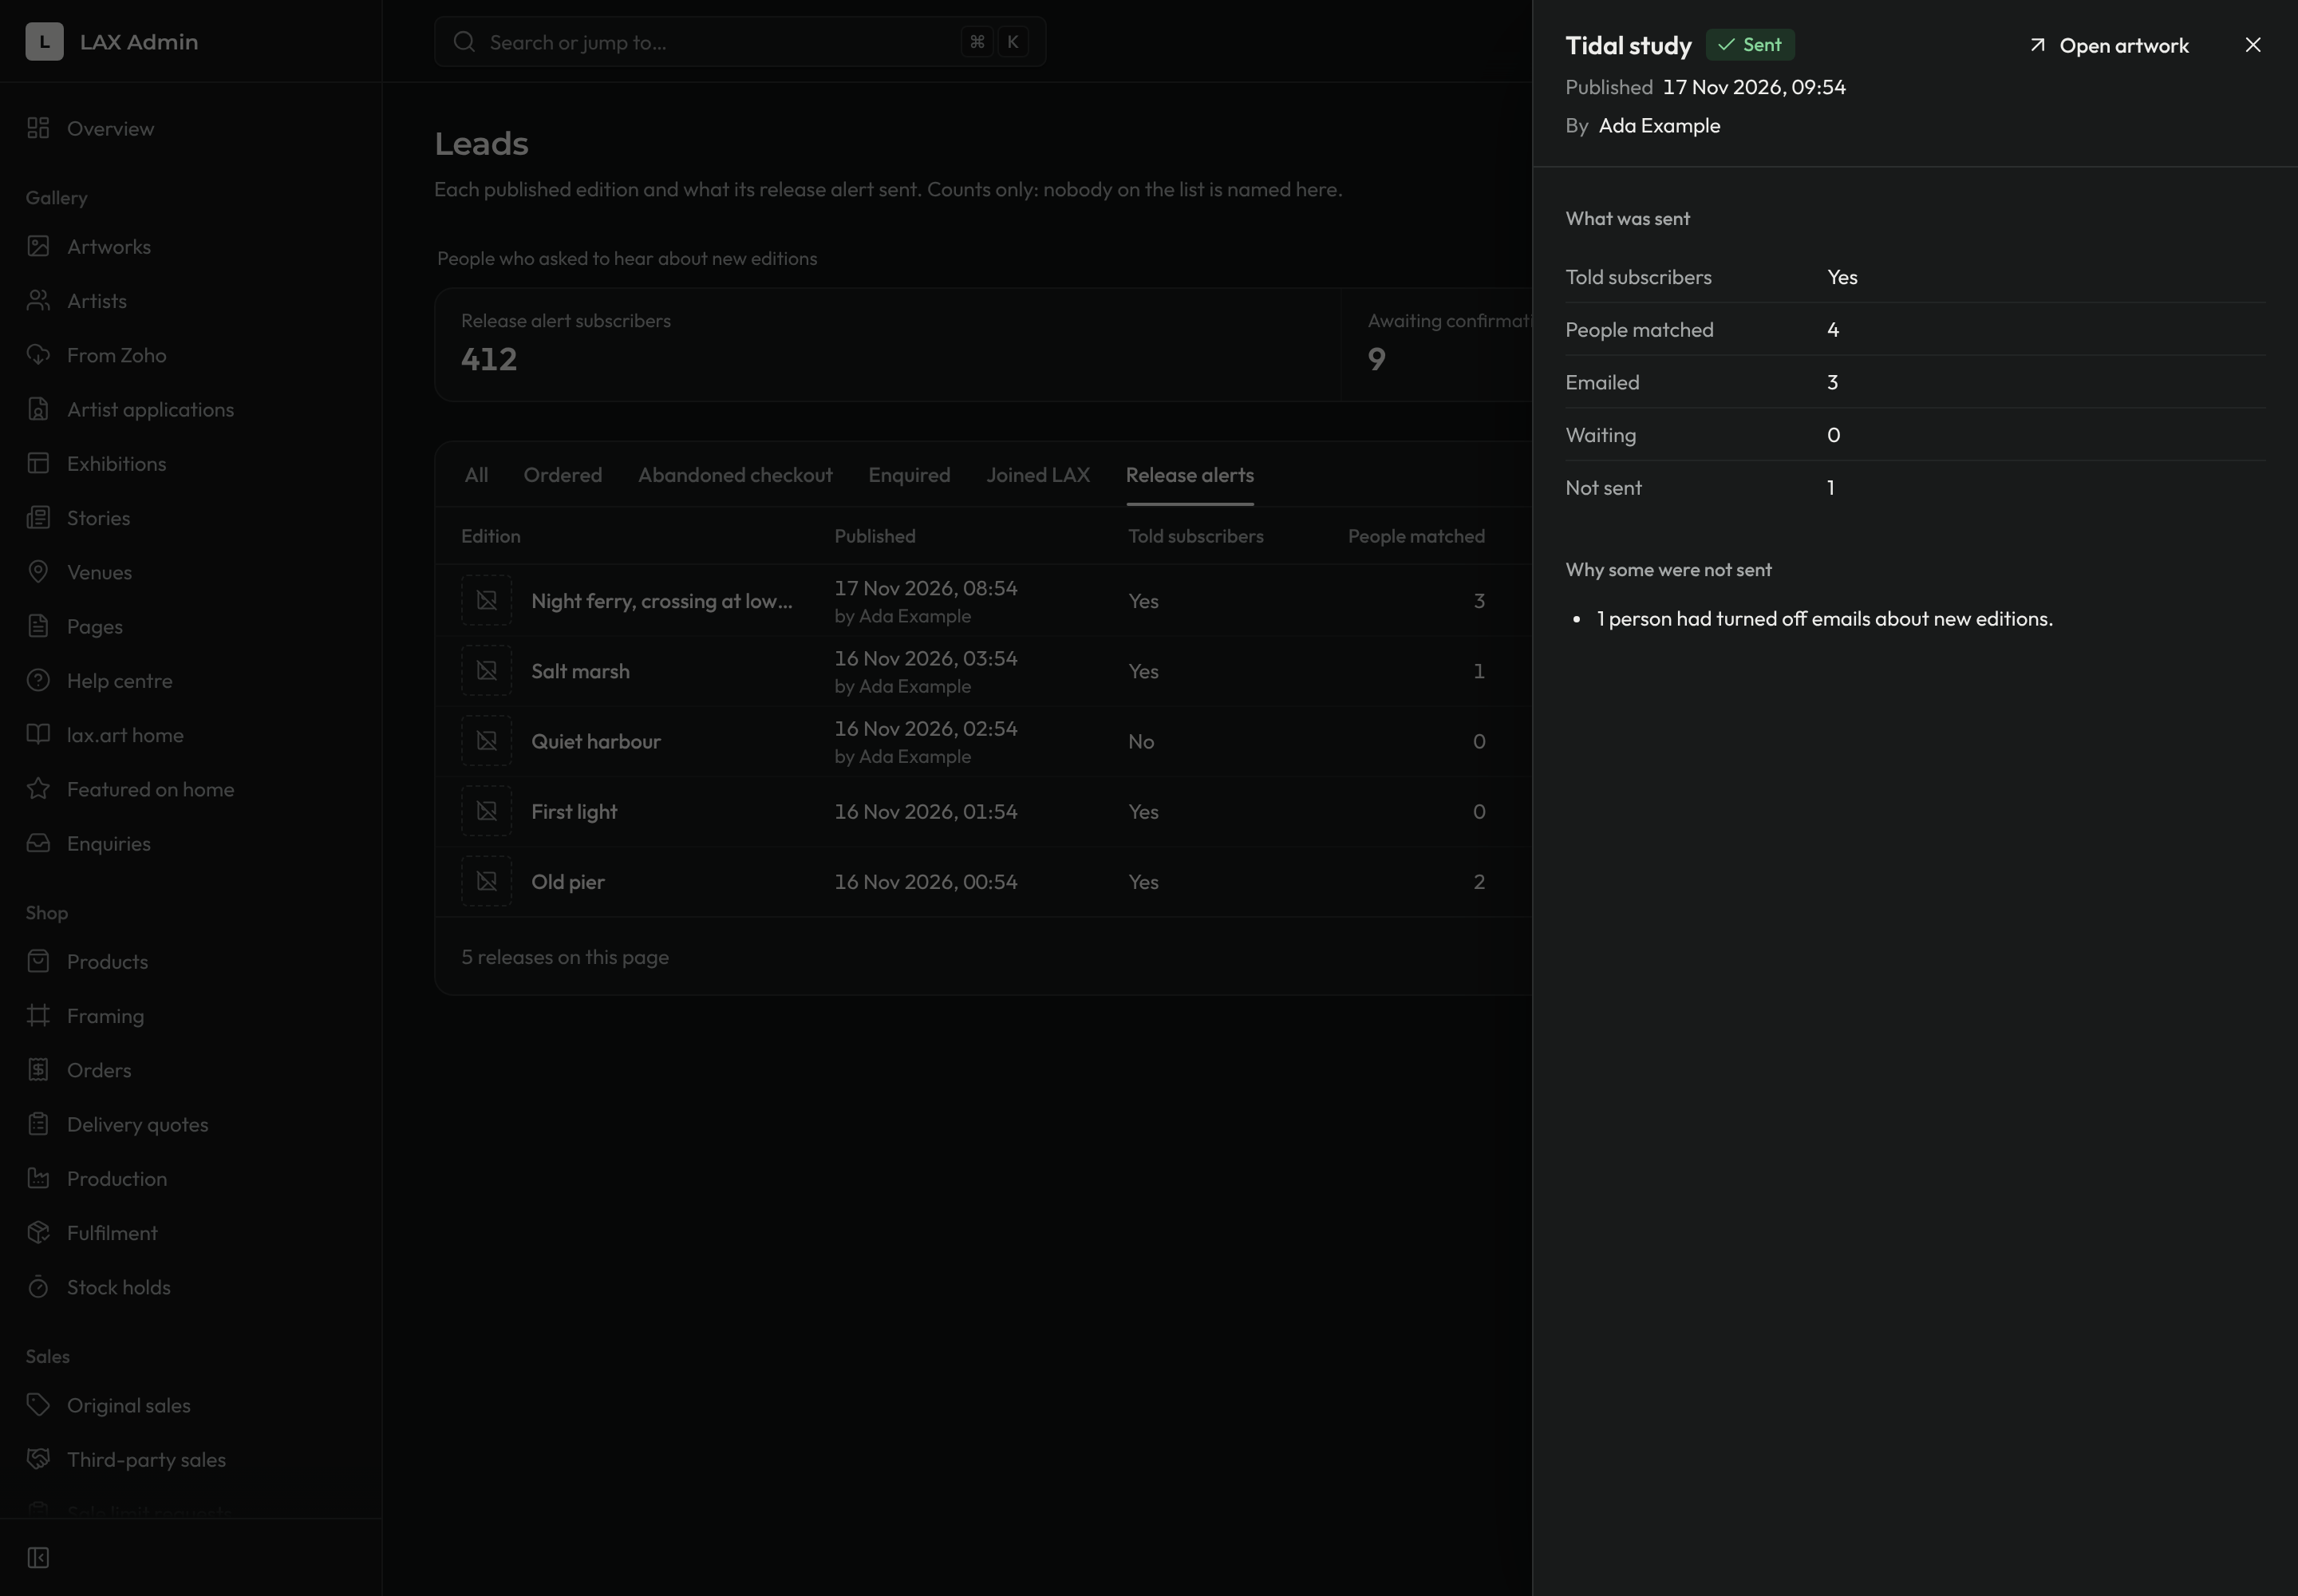 L LAX Admin
Search or jump to... ⌘ K
Overview
Gallery
Artworks
Artists
From Zoho
Artist applications
Exhibitions
Stories
Venues
Pages
Help centre
lax.art home
Featured on home
Enquiries
Shop
Products
Framing
Orders
Delivery quotes
Production
Fulfilment
Stock holds
Sales
Original sales
Third-party sales
Leads
Each published edition and what its release alert sent. Counts only: nobody on the list is named here.
People who asked to hear about new editions
Release alert subscribers
412
Awaiting
9
All Ordered Abandoned checkout Enquired Joined LAX Release alerts
Edition Published Told subscribers People matched
Night ferry, crossing at low... 17 Nov 2026, 08:54 Yes 3
by Ada Example
Salt marsh 16 Nov 2026, 03:54 Yes 1
by Ada Example
Quiet harbour 16 Nov 2026, 02:54 No 0
by Ada Example
First light 16 Nov 2026, 01:54 Yes 0
Old pier 16 Nov 2026, 00:54 Yes 2
5 releases on this page
Tidal study Sent Open artwork
Published 17 Nov 2026, 09:54
By Ada Example
What was sent
Told subscribers Yes
People matched 4
Emailed 3
Waiting 0
Not sent 1
Why some were not sent
• 1 person had turned off emails about new editions.